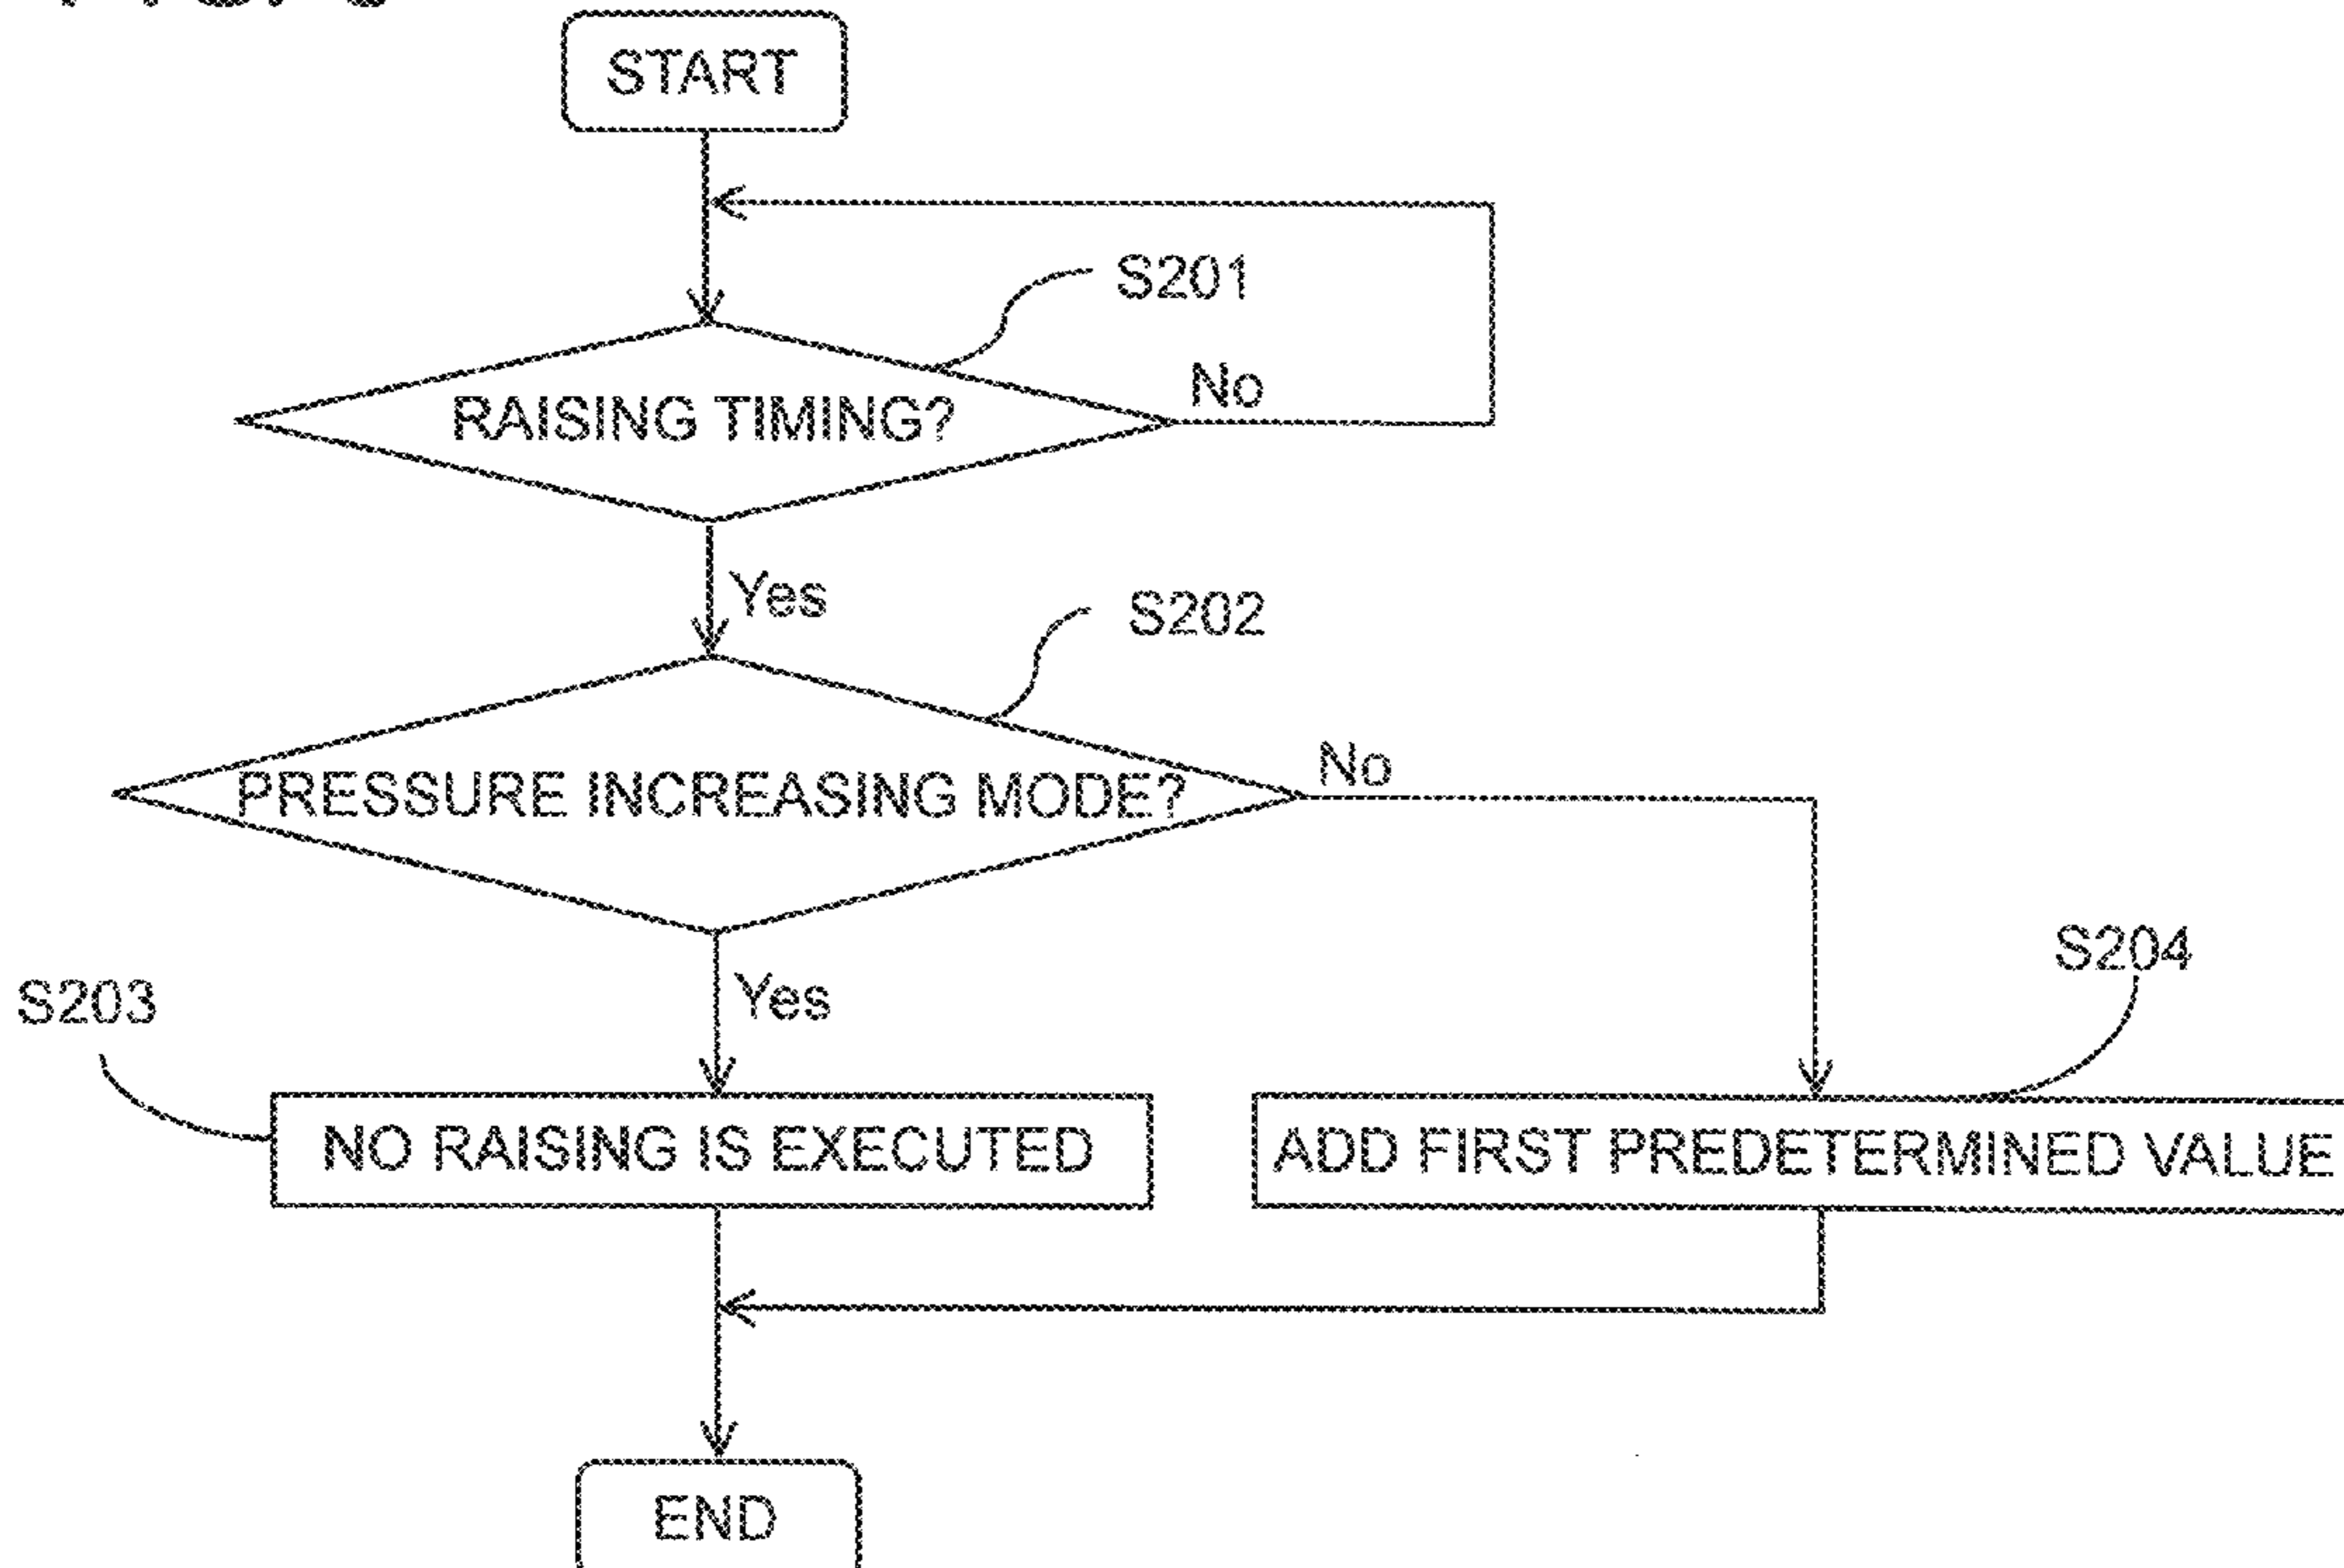 START
S201
No
RAISING TIMING?
Yes
S202
No
PRESSURE INCREASING MODE?
S204
S203
Yes
NO RAISING IS EXECUTED
ADD FIRST PREDETERMINED VALUE
END